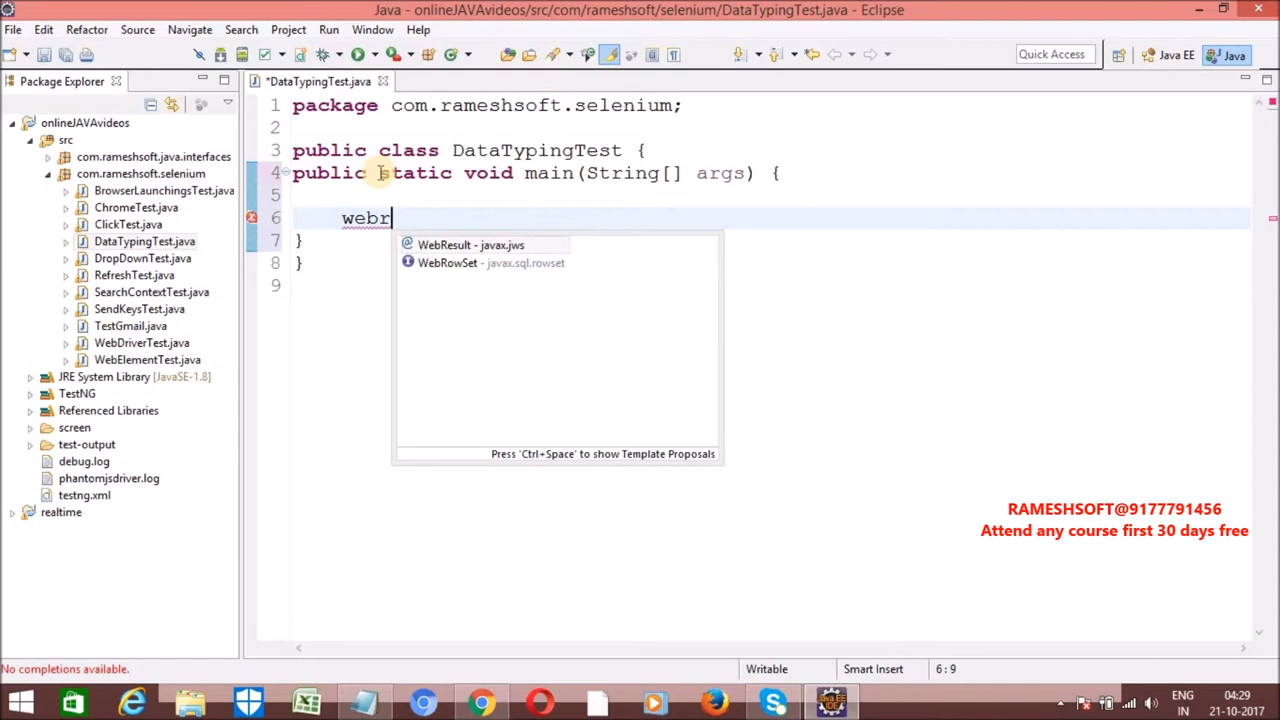 Java - onlineJAVAvideos/src/com/rameshsoft/selenium/DataTypingTest.java - Eclipse
File Edit Refactor Source Navigate Search Project Run Window Help
Quick Access
Java EE
Java
Package Explorer
*DataTypingTest.java
onlineJAVAvideos
src
com.rameshsoft.java.interfaces
com.rameshsoft.selenium
BrowserLaunchingsTest.java
ChromeTest.java
ClickTest.java
DataTypingTest.java
DropDownTest.java
RefreshTest.java
SearchContextTest.java
SendKeysTest.java
TestGmail.java
WebDriverTest.java
WebElementTest.java
JRE System Library [JavaSE-1.8]
TestNG
Referenced Libraries
screen
test-output
debug.log
phantomjsdriver.log
testng.xml
realtime
1 package com.rameshsoft.selenium;
2
3 public class DataTypingTest {
4 public static void main(String[] args) {
5
6 webr
7 }
8 }
9
WebResult - javax.jws
WebRowSet - javax.sql.rowset
Press 'Ctrl+Space' to show Template Proposals
RAMESHSOFT@9177791456
Attend any course first 30 days free
No completions available.
Writable
Smart Insert
6 : 9
ENG
IN
04:29
21-10-2017